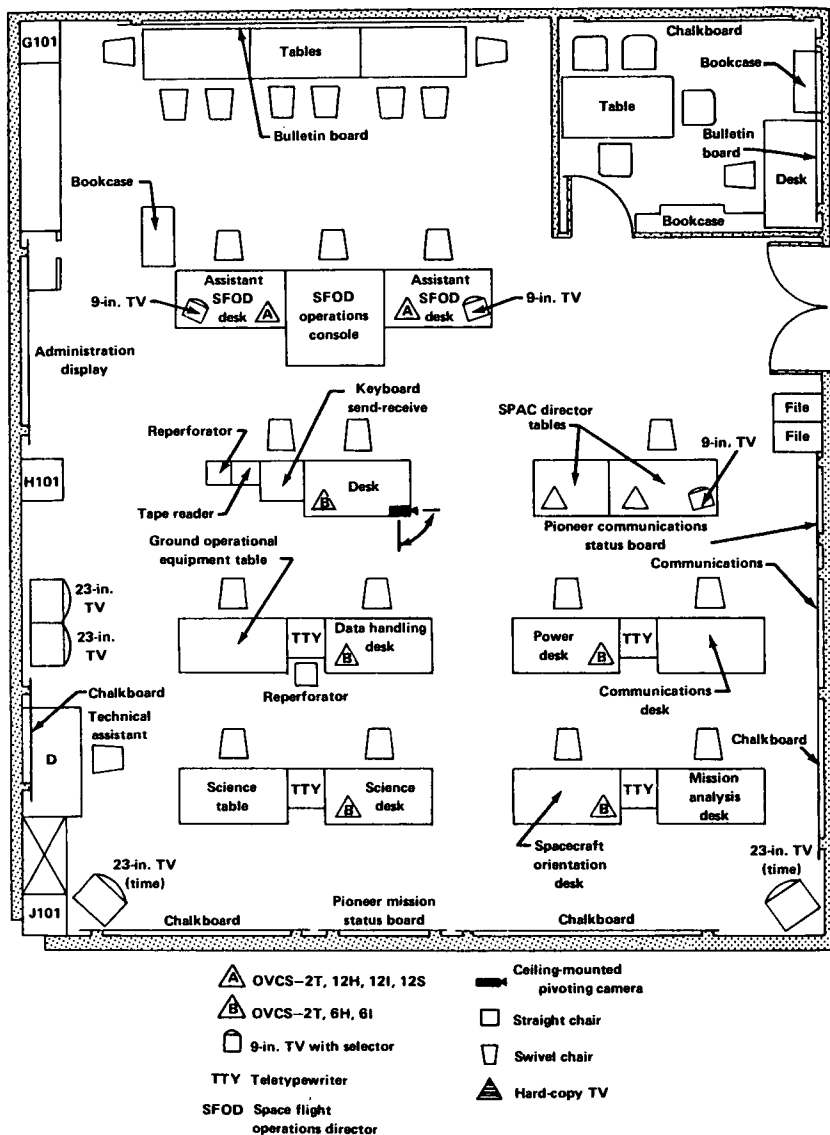 G101
Tables
Chalkboard
Bookcase
Table
Bulletin board
Bulletin
board
Desk
Bookcase
Bookcase
9-in. TV
Assistant
SFOD
desk
A
SFOD
operations
console
Assistant
SFOD
desk
A
9-in. TV
Administration
display
Keyboard
send-receive
SPAC director
tables
File
File
Reperforator
9-in. TV
H101
Desk
B
Tape reader
Pioneer communications
status board
Ground operational
equipment table
Communications
23-in.
TV
23-in.
TV
TTY
Data handling
desk
B
Power
desk
B
TTY
Reperforator
Communications
desk
Chalkboard
Technical
assistant
D
Chalkboard
Science
table
TTY
Science
desk
B
B
TTY
Mission
analysis
desk
Spacecraft
orientation
desk
23-in. TV
(time)
23-in. TV
(time)
J101
Chalkboard
Pioneer mission
status board
Chalkboard
A OVCS-2T, 12H, 12I, 12S
B OVCS-2T, 6H, 6I
9-in. TV with selector
TTY Teletypewriter
SFOD Space flight
operations director
Ceiling-mounted
pivoting camera
Straight chair
Swivel chair
Hard-copy TV